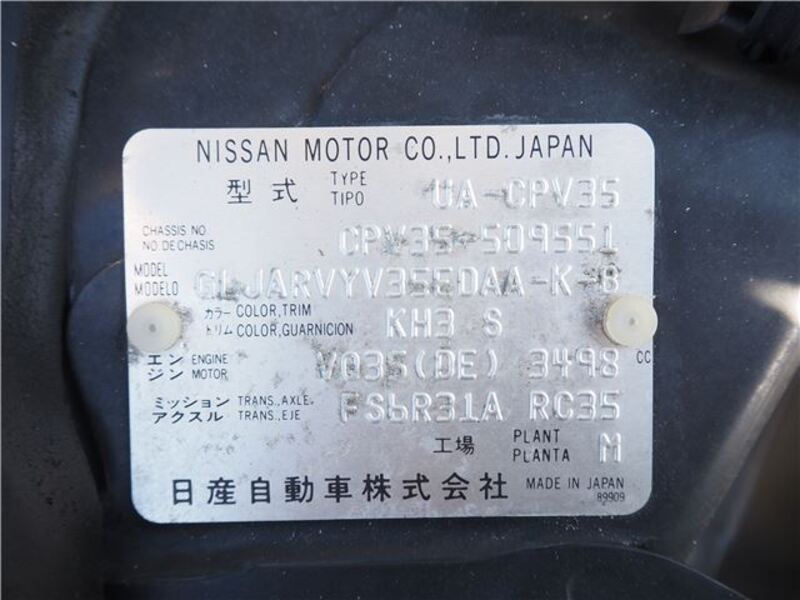 NISSAN MOTOR CO.,LTD.JAPAN
型式 TYPE TIPO UA-CPV35
CHASSIS NO NO DE CHASIS CPV35-509551
MODEL MODELO GLJARVYV35EDAA-K-B
カラー COLOR,TRIM トリム COLOR,GUARNICION KH3 S
エンジン ENGINE MOTOR VQ35(DE) 3498 CC
ミッション TRANS.,AXLE アクスル TRANS.,EJE FS6R31A RC35
工場 PLANT PLANTA M
日産自動車株式会社 MADE IN JAPAN
89909